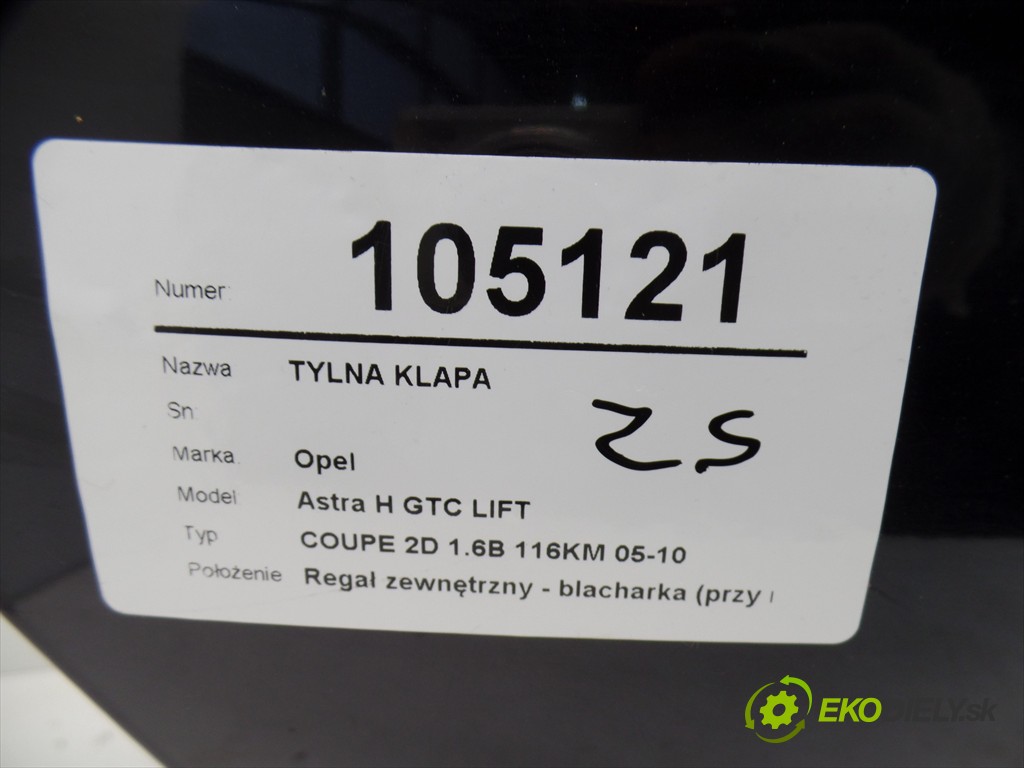 Numer: 105121
Nazwa TYLNA KLAPA
Sn:
Marka. Opel
Model: Astra H GTC LIFT
Typ COUPE 2D 1.6B 116KM 05-10
Położenie Regał zewnętrzny - blacharka (przy
EKODIELY.sk